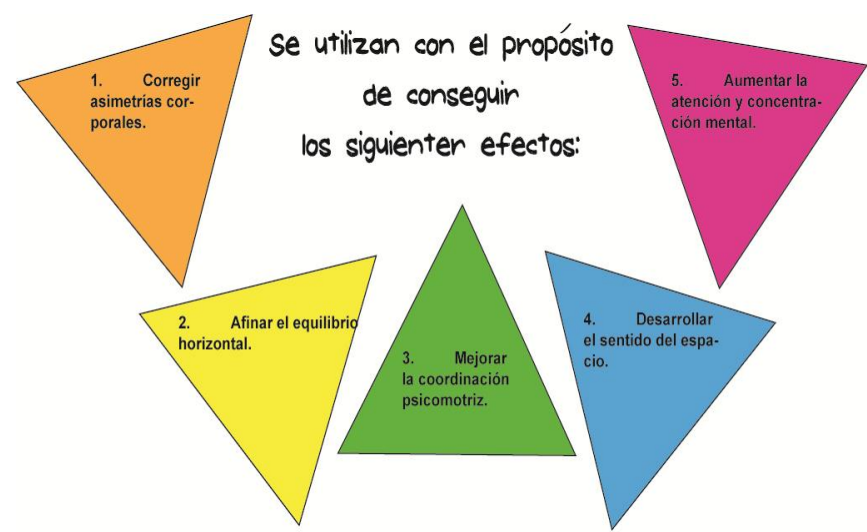 Se utilizan con el propósito
de conseguir
los siguienter efectos:
1. Corregir
asimetrías cor-
porales.
2. Afinar el equilibrio
horizontal.
3. Mejorar
la coordinación
psicomotriz.
4. Desarrollar
el sentido del espa-
cio.
5. Aumentar la
atención y concentra-
ción mental.